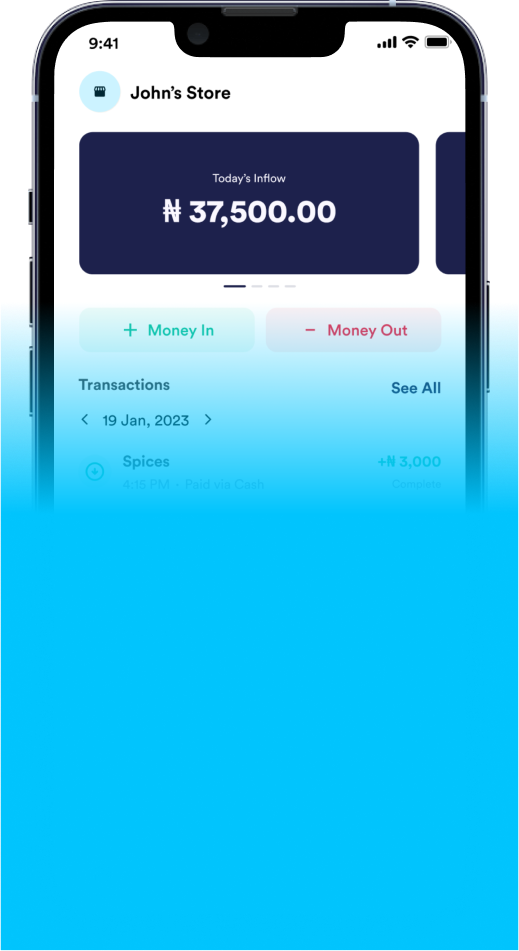 9:41
John's Store
Today's Inflow
₦ 37,500.00
+ Money In
− Money Out
Transactions
See All
< 19 Jan, 2023 >
Spices
+₦ 3,000
4:15 PM · Paid via Cash
Complete